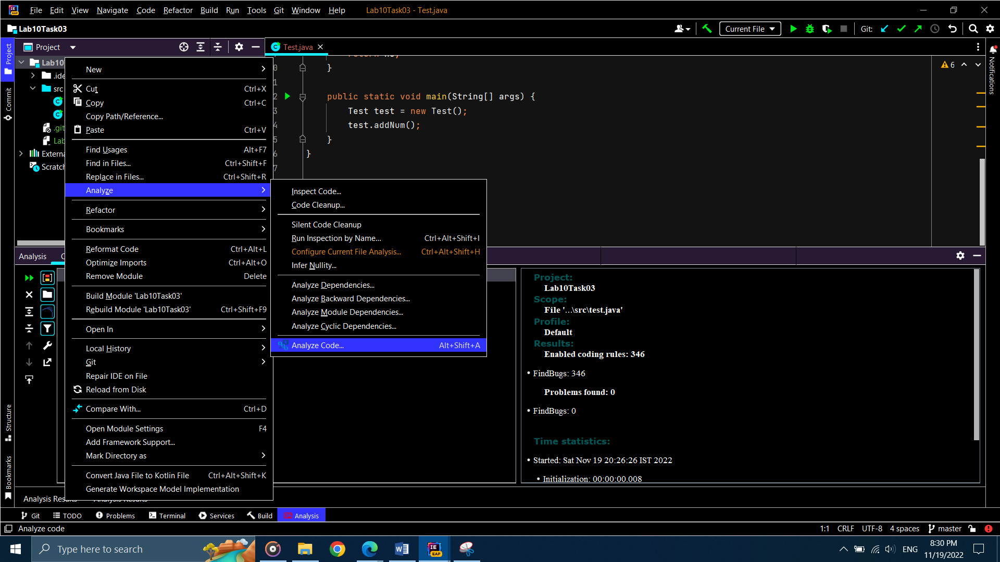 File Edit View Navigate Code Refactor Build Run Tools Git Window Help Lab10Task03 - Test.java
Lab10Task03 Current File Git:
Project
Project
Test.java
Notifications
Commit
Lab10
.ide
src
.git
Lab
Externa
Scratch
New
Cut Ctrl+X
Copy Ctrl+C
Copy Path/Reference...
Paste Ctrl+V
Find Usages Alt+F7
Find in Files... Ctrl+Shift+F
Replace in Files... Ctrl+Shift+R
Analyze
Refactor
Bookmarks
Reformat Code Ctrl+Alt+L
Optimize Imports Ctrl+Alt+O
Remove Module Delete
Build Module 'Lab10Task03'
Rebuild Module 'Lab10Task03' Ctrl+Shift+F9
Open In
Local History
Git
Repair IDE on File
Reload from Disk
Compare With... Ctrl+D
Open Module Settings F4
Add Framework Support...
Mark Directory as
Convert Java File to Kotlin File Ctrl+Alt+Shift+K
Generate Workspace Model Implementation
0 }
1
2 public static void main(String[] args) {
3 Test test = new Test();
4 test.addNum();
5 }
6 }
7
6
Inspect Code...
Code Cleanup...
Silent Code Cleanup
Run Inspection by Name... Ctrl+Alt+Shift+I
Configure Current File Analysis... Ctrl+Alt+Shift+H
Infer Nullity...
Analyze Dependencies...
Analyze Backward Dependencies...
Analyze Module Dependencies...
Analyze Cyclic Dependencies...
Analyze Code... Alt+Shift+A
Analysis C
Project:
Lab10Task03
Scope:
File '...\src\test.java'
Profile:
Default
Results:
Enabled coding rules: 346
• FindBugs: 346
Problems found: 0
• FindBugs: 0
Time statistics:
• Started: Sat Nov 19 20:26:26 IST 2022
• Initialization: 00:00:00.008
Structure
Bookmarks
Analysis Results Analysis Results
Git TODO Problems Terminal Services Build Analysis
Analyze code 1:1 CRLF UTF-8 4 spaces master
Type here to search ENG 8:30 PM
11/19/2022